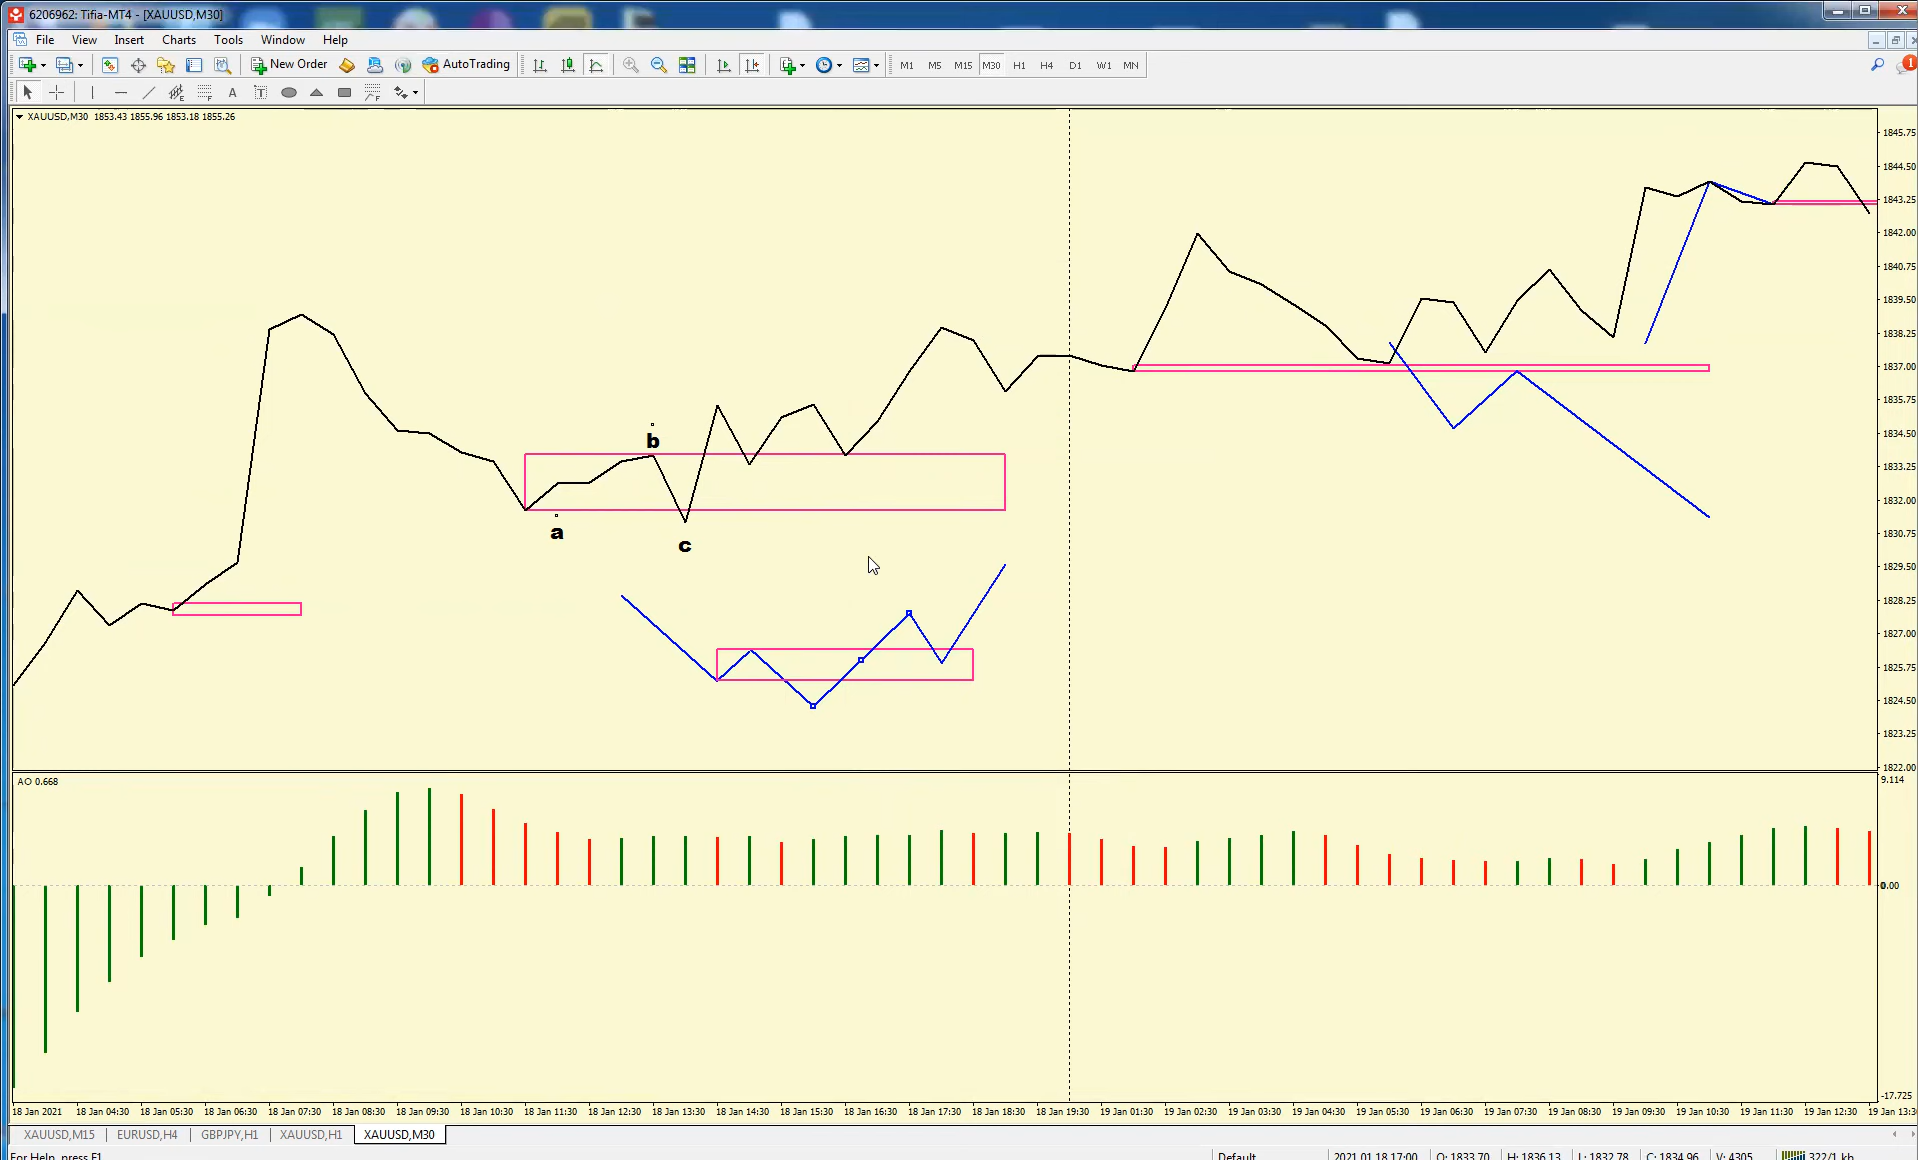 6206962: Tifia-MT4 - [XAUUSD,M30]
File View Insert Charts Tools Window Help
New Order AutoTrading M1 M5 M15 M30 H1 H4 D1 W1 MN 1
A T
XAUUSD,M30 1853.43 1855.96 1853.18 1855.26
1845.75
1844.50
1843.25
1842.00
1840.75
1839.50
1838.25
1837.00
1835.75
1834.50
1833.25
1832.00
1830.75
1829.50
1828.25
1827.00
1825.75
1824.50
1823.25
1822.00
b
a
c
AO 0.668
9.114
0.00
-17.725
18 Jan 2021 18 Jan 04:30 18 Jan 05:30 18 Jan 06:30 18 Jan 07:30 18 Jan 08:30 18 Jan 09:30 18 Jan 10:30 18 Jan 11:30 18 Jan 12:30 18 Jan 13:30 18 Jan 14:30 18 Jan 15:30 18 Jan 16:30 18 Jan 17:30 18 Jan 18:30 18 Jan 19:30 19 Jan 01:30 19 Jan 02:30 19 Jan 03:30 19 Jan 04:30 19 Jan 05:30 19 Jan 06:30 19 Jan 07:30 19 Jan 08:30 19 Jan 09:30 19 Jan 10:30 19 Jan 11:30 19 Jan 12:30 19 Jan 13:30
XAUUSD,M15 EURUSD,H4 GBPJPY,H1 XAUUSD,H1 XAUUSD,M30
For Help, press F1 Default 2021.01.18 17:00 O: 1833.70 H: 1836.13 L: 1832.78 C: 1834.96 V: 4305 322/1 kb